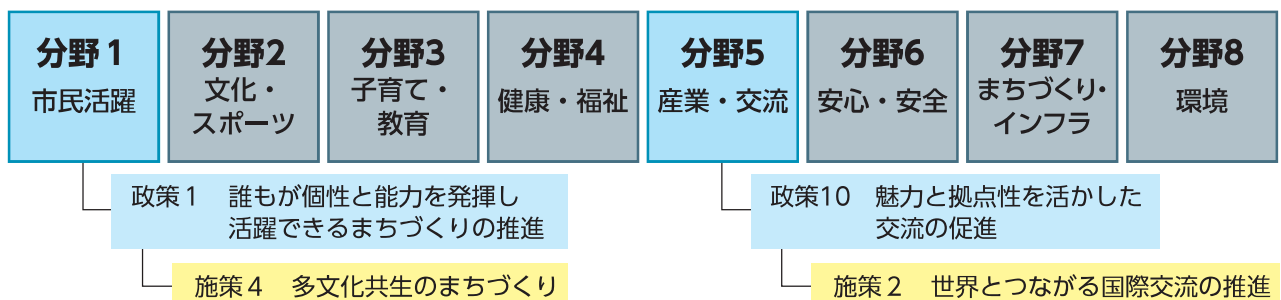 分野1
市民活躍
分野2
文化・
スポーツ
分野3
子育て・
教育
分野4
健康・福祉
分野5
産業・交流
分野6
安心・安全
分野7
まちづくり・
インフラ
分野8
環境
政策1 誰もが個性と能力を発揮し
活躍できるまちづくりの推進
施策4 多文化共生のまちづくり
政策10 魅力と拠点性を活かした
交流の促進
施策2 世界とつながる国際交流の推進